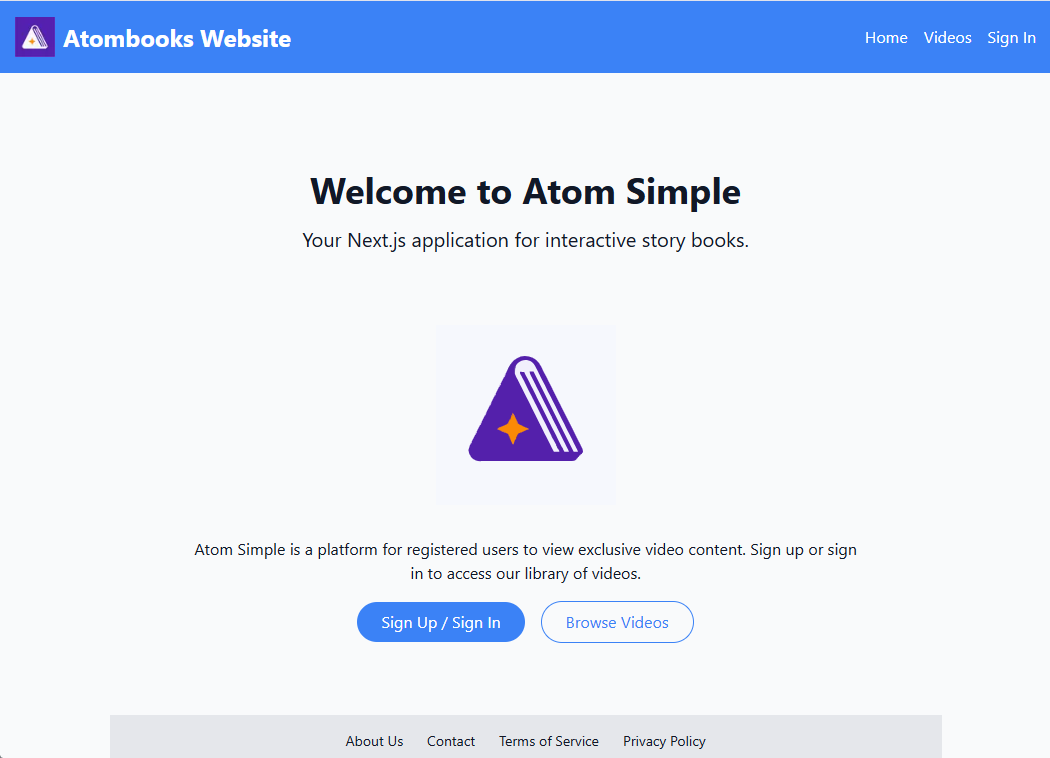 Atombooks Website
Home Videos Sign In
Welcome to Atom Simple
Your Next.js application for interactive story books.
Atom Simple is a platform for registered users to view exclusive video content. Sign up or sign
in to access our library of videos.
Sign Up / Sign In Browse Videos
About Us Contact Terms of Service Privacy Policy